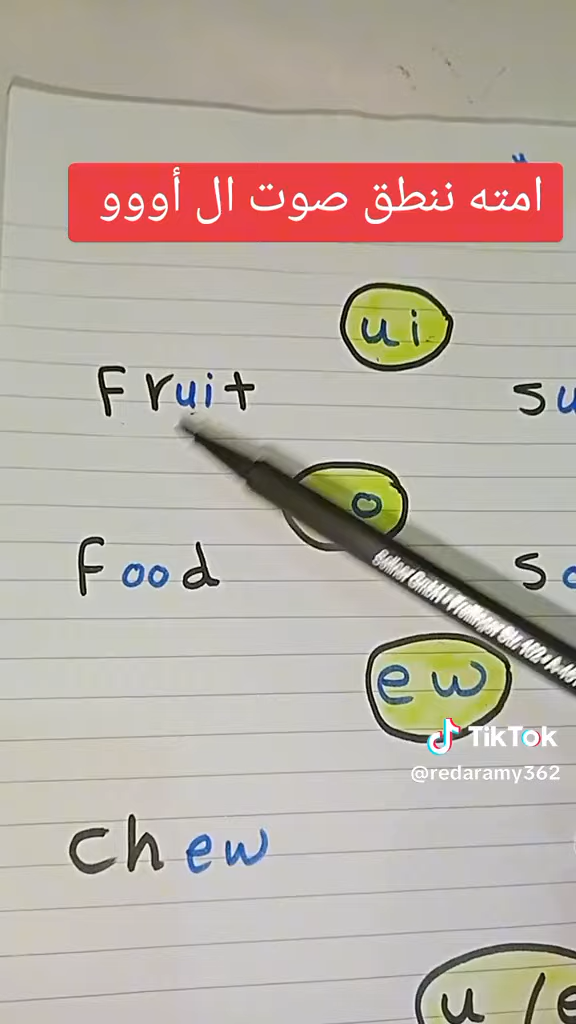 امته ننطق صوت ال أووو
ui
Fruit
o
Food
ew
TikTok
@redaramy362
chew
u/e